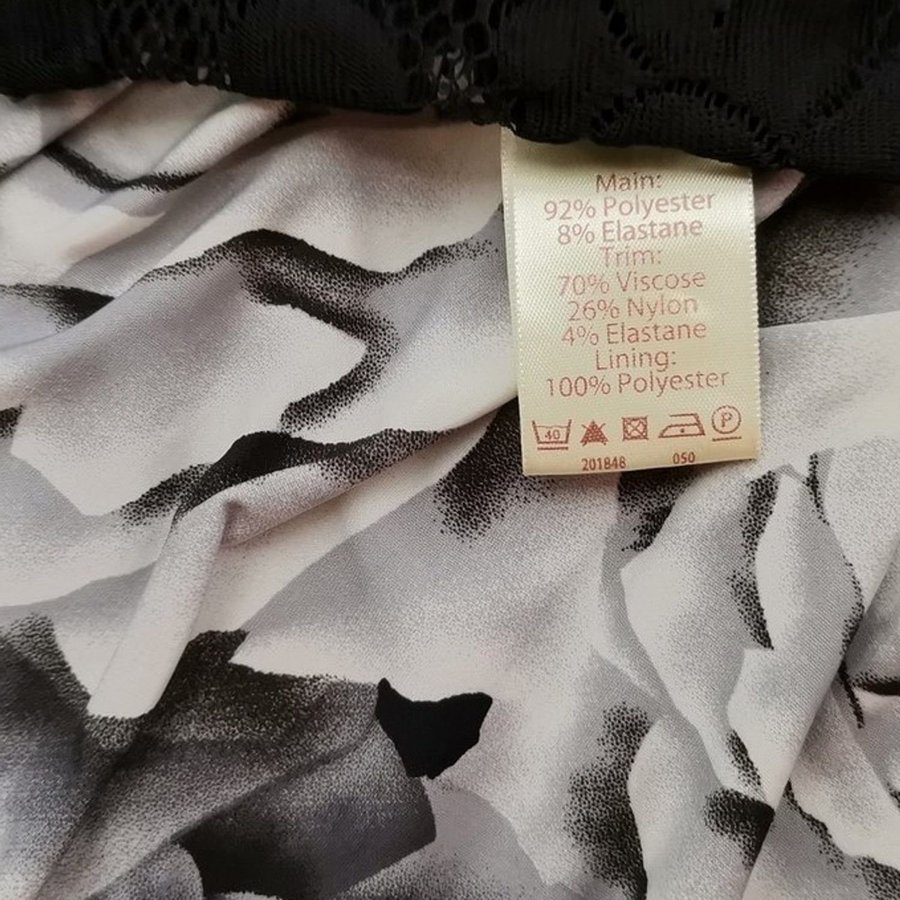 Main:
92% Polyester
8% Elastane
Trim:
70% Viscose
26% Nylon
4% Elastane
Lining:
100% Polyester
40 P
201848 050